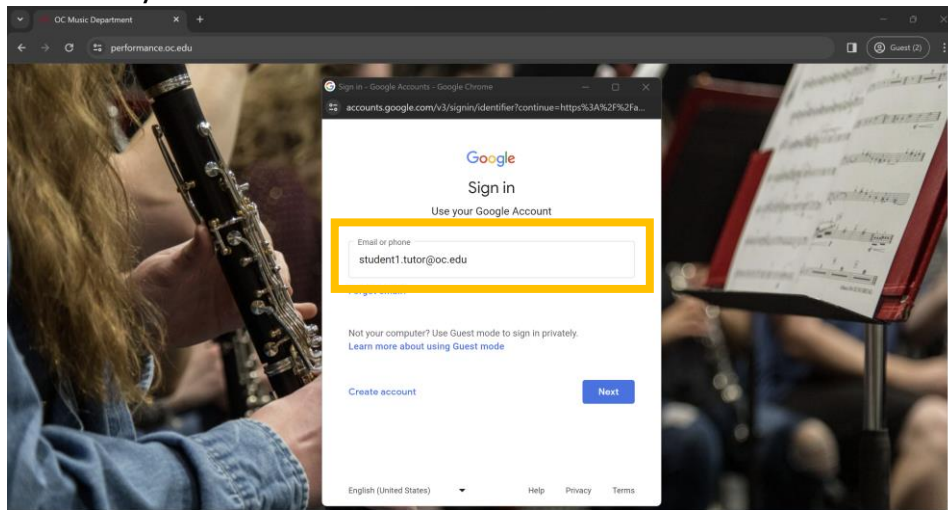 OC Music Department
performance.oc.edu
Guest (2)
Sign in - Google Accounts - Google Chrome
accounts.google.com/v3/signin/identifier?continue=https%3A%2F%2Fa...
Google
Sign in
Use your Google Account
Email or phone
student1.tutor@oc.edu
Not your computer? Use Guest mode to sign in privately.
Learn more about using Guest mode
Create account
Next
English (United States)
Help Privacy Terms